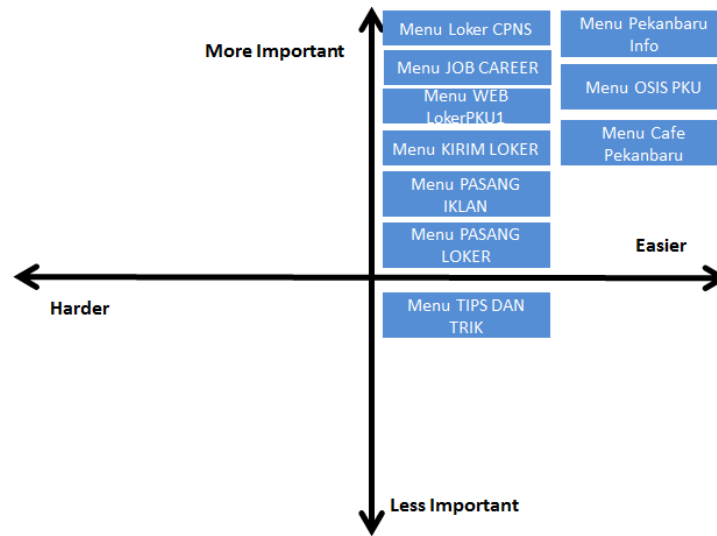 More Important
Menu Loker CPNS
Menu Pekanbaru
Info
Menu JOB CAREER
Menu OSIS PKU
Menu WEB
LokerPKU1
Menu KIRIM LOKER
Menu Cafe
Pekanbaru
Menu PASANG
IKLAN
Menu PASANG
LOKER
Easier
Harder
Menu TIPS DAN
TRIK
Less Important